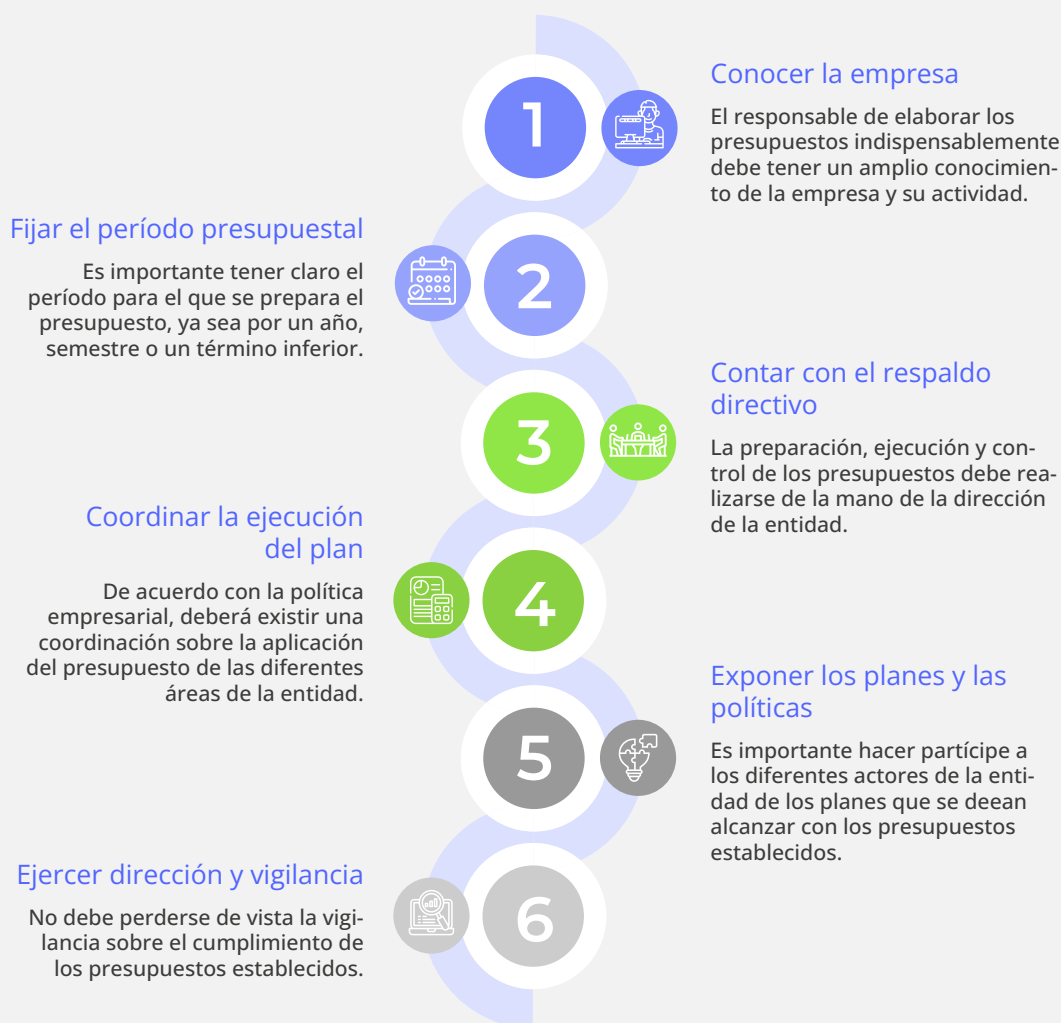 1
Conocer la empresa
El responsable de elaborar los
presupuestos indispensablemente
debe tener un amplio conocimien-
to de la empresa y su actividad.
Fijar el período presupuestal
Es importante tener claro el
período para el que se prepara el
presupuesto, ya sea por un año,
semestre o un término inferior.
2
3
Contar con el respaldo
directivo
La preparación, ejecución y con-
trol de los presupuestos debe rea-
lizarse de la mano de la dirección
de la entidad.
Coordinar la ejecución
del plan
De acuerdo con la política
empresarial, deberá existir una
coordinación sobre la aplicación
del presupuesto de las diferentes
áreas de la entidad.
4
5
Exponer los planes y las
políticas
Es importante hacer partícipe a
los diferentes actores de la enti-
dad de los planes que se deean
alcanzar con los presupuestos
establecidos.
Ejercer dirección y vigilancia
No debe perderse de vista la vigi-
lancia sobre el cumplimiento de
los presupuestos establecidos.
6